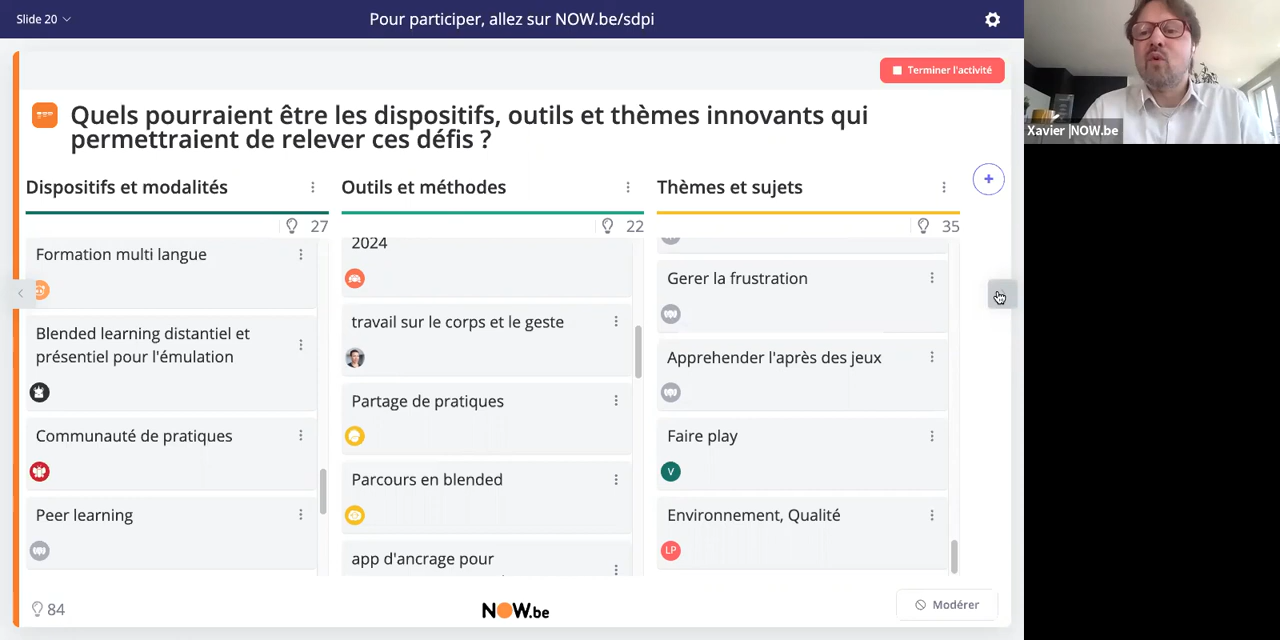 Slide 20
Pour participer, allez sur NOW.be/sdpi
Terminer l'activité
Quels pourraient être les dispositifs, outils et thèmes innovants qui
permettraient de relever ces défis ?
Dispositifs et modalités
27
Formation multi langue
Blended learning distantiel et
présentiel pour l'émulation
Communauté de pratiques
Peer learning
Outils et méthodes
22
2024
travail sur le corps et le geste
Partage de pratiques
Parcours en blended
app d'ancrage pour
Thèmes et sujets
35
Gerer la frustration
Apprehender l'après des jeux
Faire play
V
Environnement, Qualité
LP
84
NOW.be
Modérer
Xavier |NOW.be